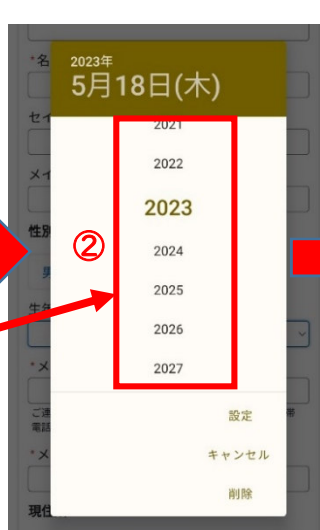 *名
2023年
5月18日(木)
セイ
2021
メイ
2022
2023
性別
②
2024
男
2025
生年
2026
*メ
2027
ご連
電話
設定
帯
*メ
キャンセル
削除
現住